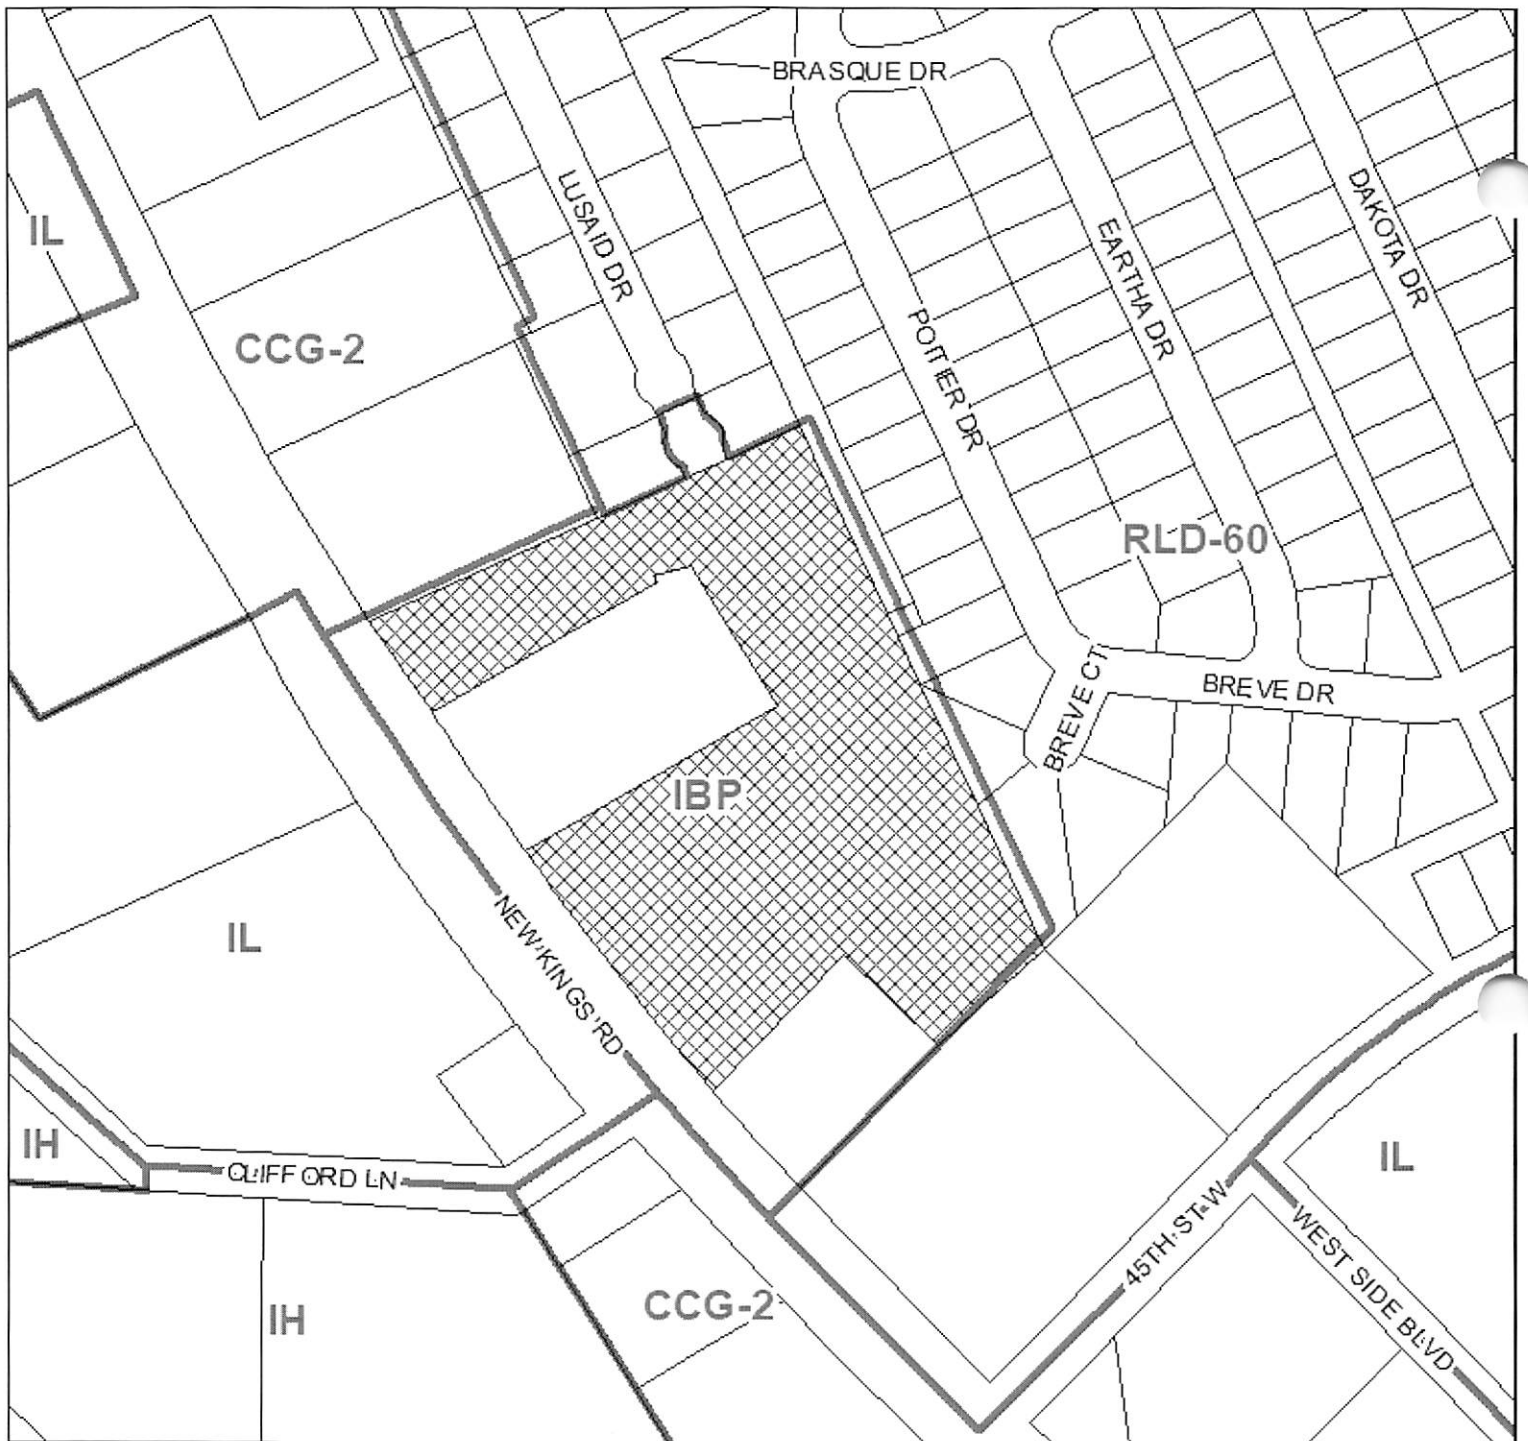 BRASQUE DR
IL
LUSAID DR
DAKOTA DR
EARTHA DR
CCG-2
POITIER DR
RLD-60
BREVE CT
BREVE DR
IBP
NEW KINGS RD
IL
IH
CLIFFORD LN
IL
45TH ST W
WEST SIDE BLVD
CCG-2
IH